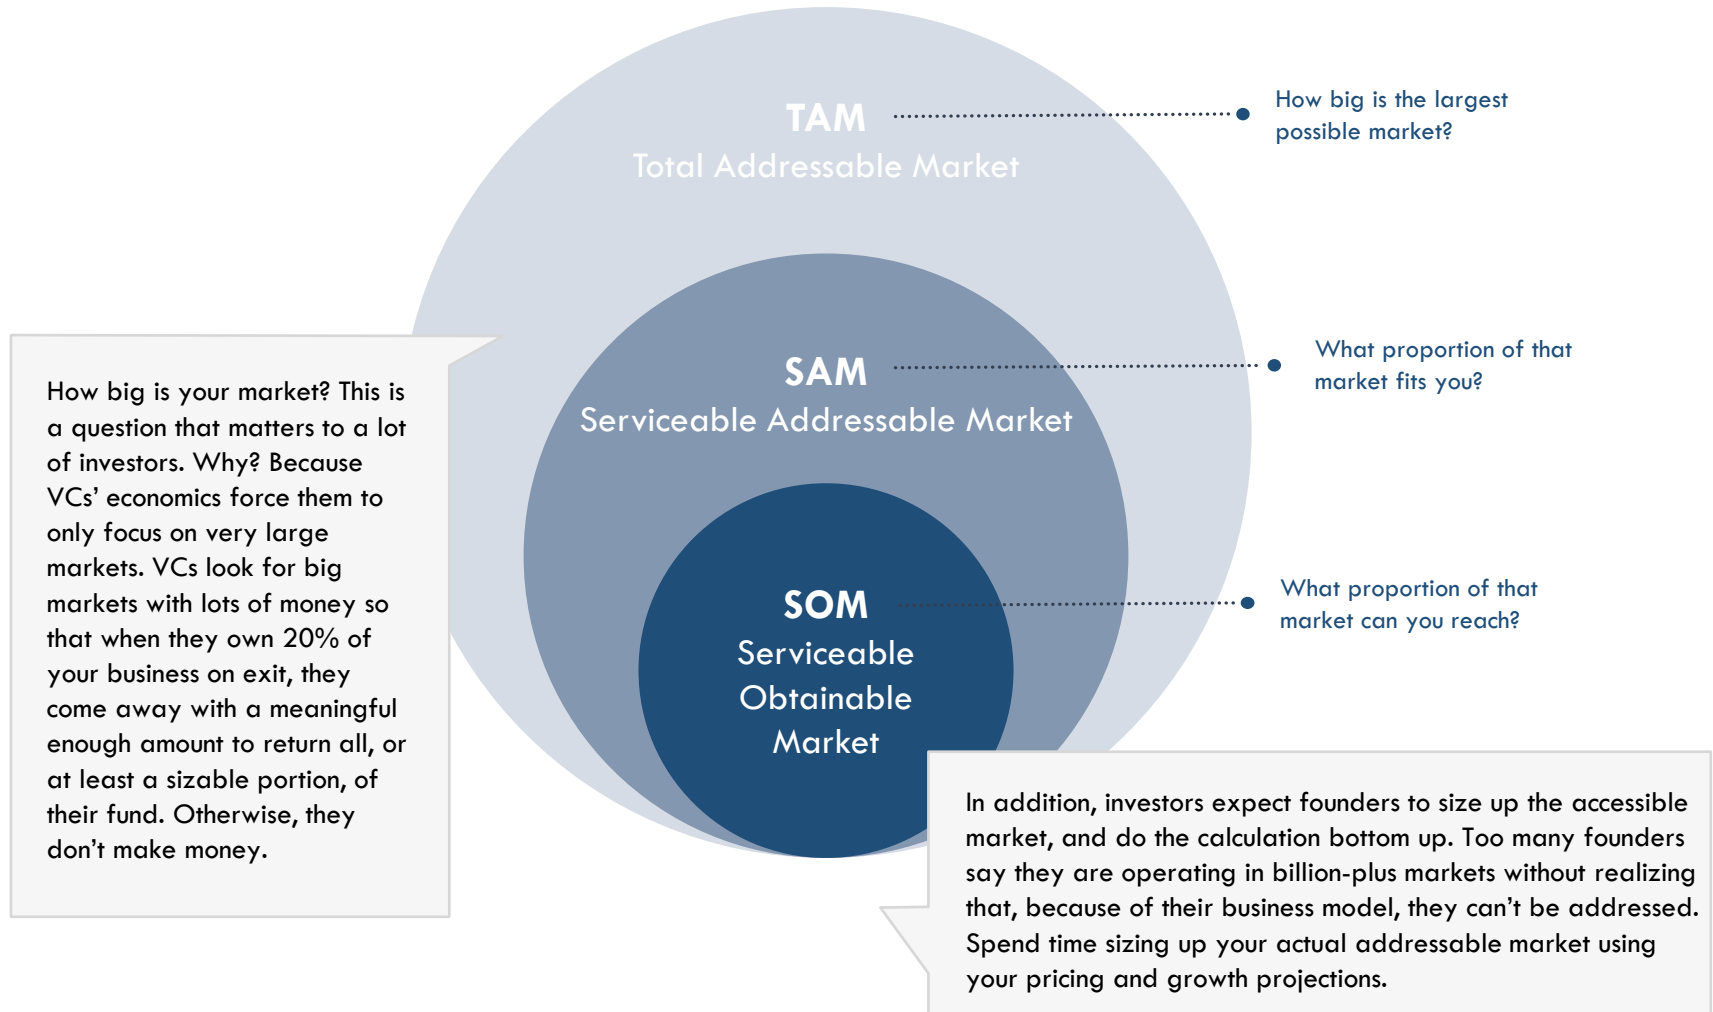 TAM
Total Addressable Market
How big is the largest
possible market?
SAM
Serviceable Addressable Market
What proportion of that
market fits you?
SOM
Serviceable
Obtainable
Market
What proportion of that
market can you reach?
How big is your market? This is
a question that matters to a lot
of investors. Why? Because
VCs’ economics force them to
only focus on very large
markets. VCs look for big
markets with lots of money so
that when they own 20% of
your business on exit, they
come away with a meaningful
enough amount to return all, or
at least a sizable portion, of
their fund. Otherwise, they
don’t make money.
In addition, investors expect founders to size up the accessible
market, and do the calculation bottom up. Too many founders
say they are operating in billion-plus markets without realizing
that, because of their business model, they can’t be addressed.
Spend time sizing up your actual addressable market using
your pricing and growth projections.